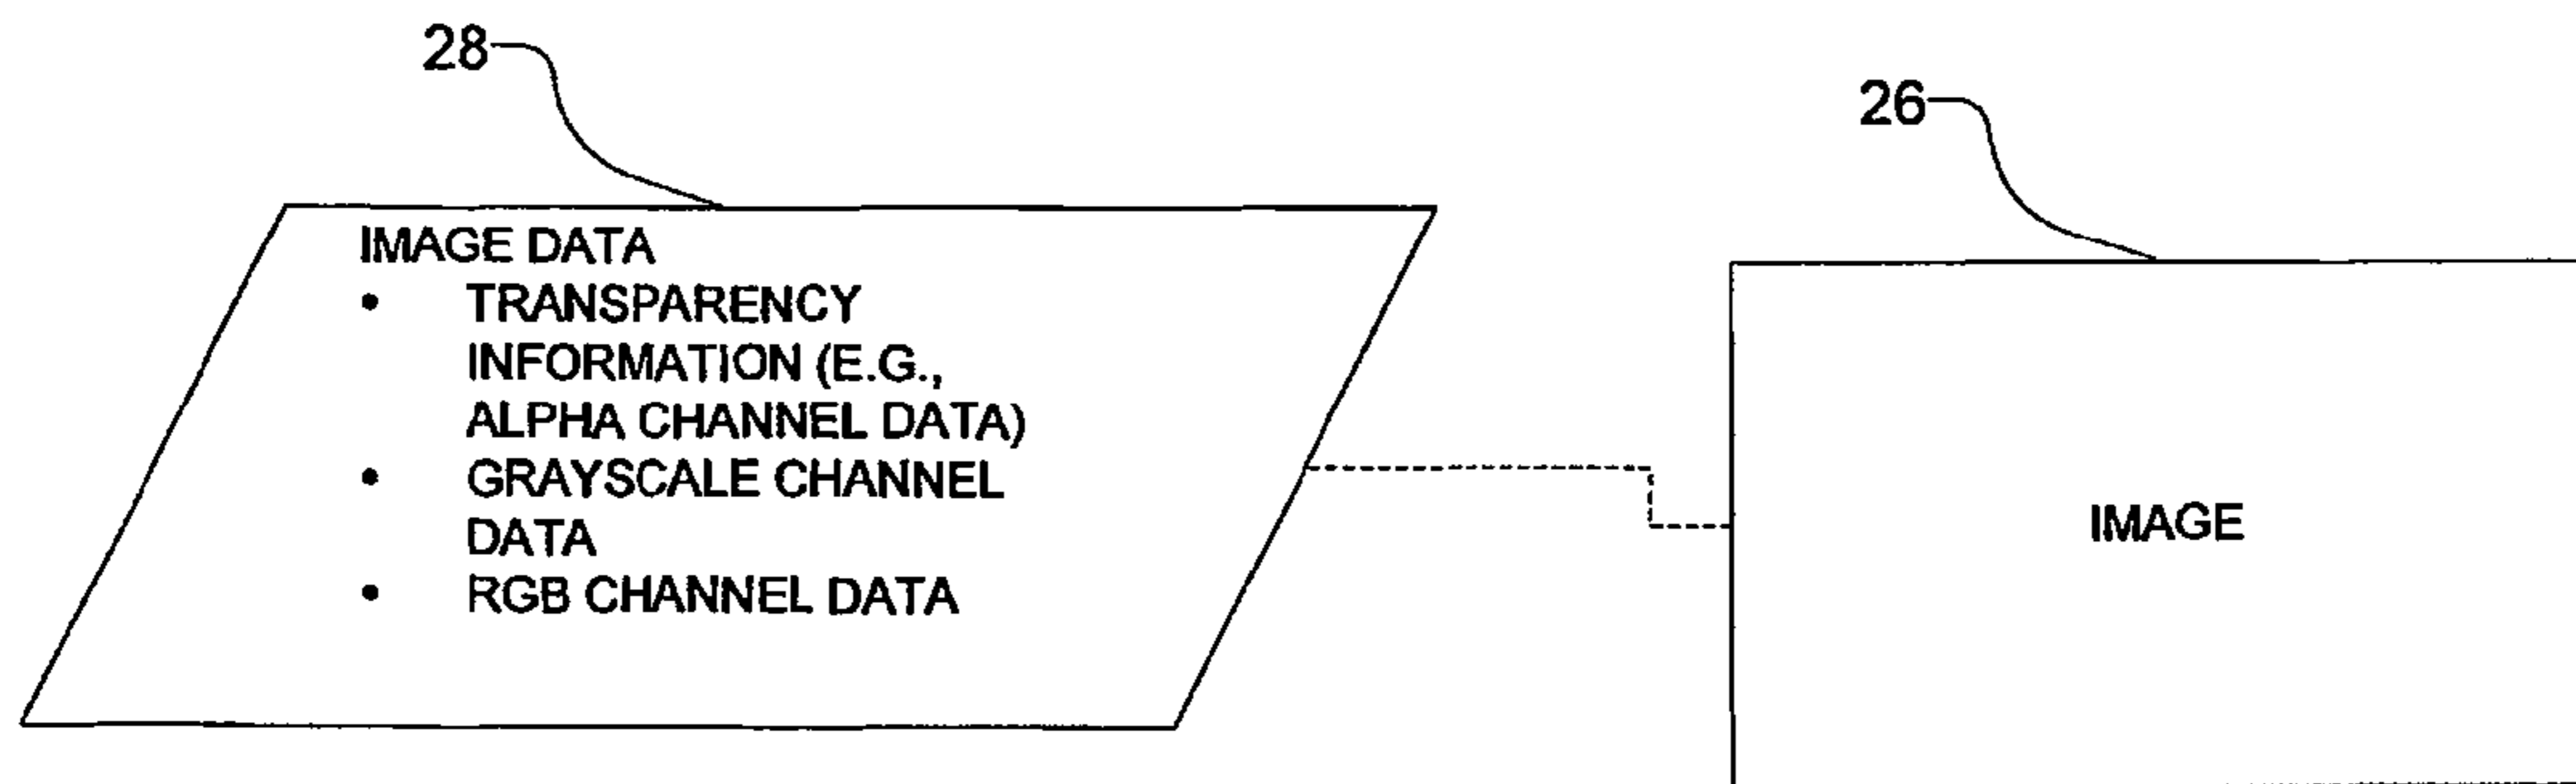 28
26
IMAGE DATA
• TRANSPARENCY
INFORMATION (E.G.,
ALPHA CHANNEL DATA)
• GRAYSCALE CHANNEL
DATA
• RGB CHANNEL DATA
IMAGE